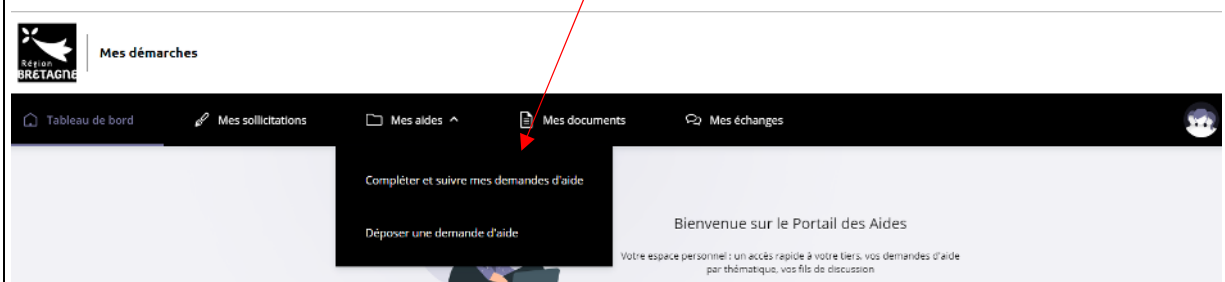 Région
BRETAGNE
Mes démarches
Tableau de bord
Mes sollicitations
Mes aides
Mes documents
Mes échanges
Compléter et suivre mes demandes d'aide
Déposer une demande d'aide
Bienvenue sur le Portail des Aides
Votre espace personnel : un accès rapide à votre tiers, vos demandes d'aide
par thématique, vos fils de discussion